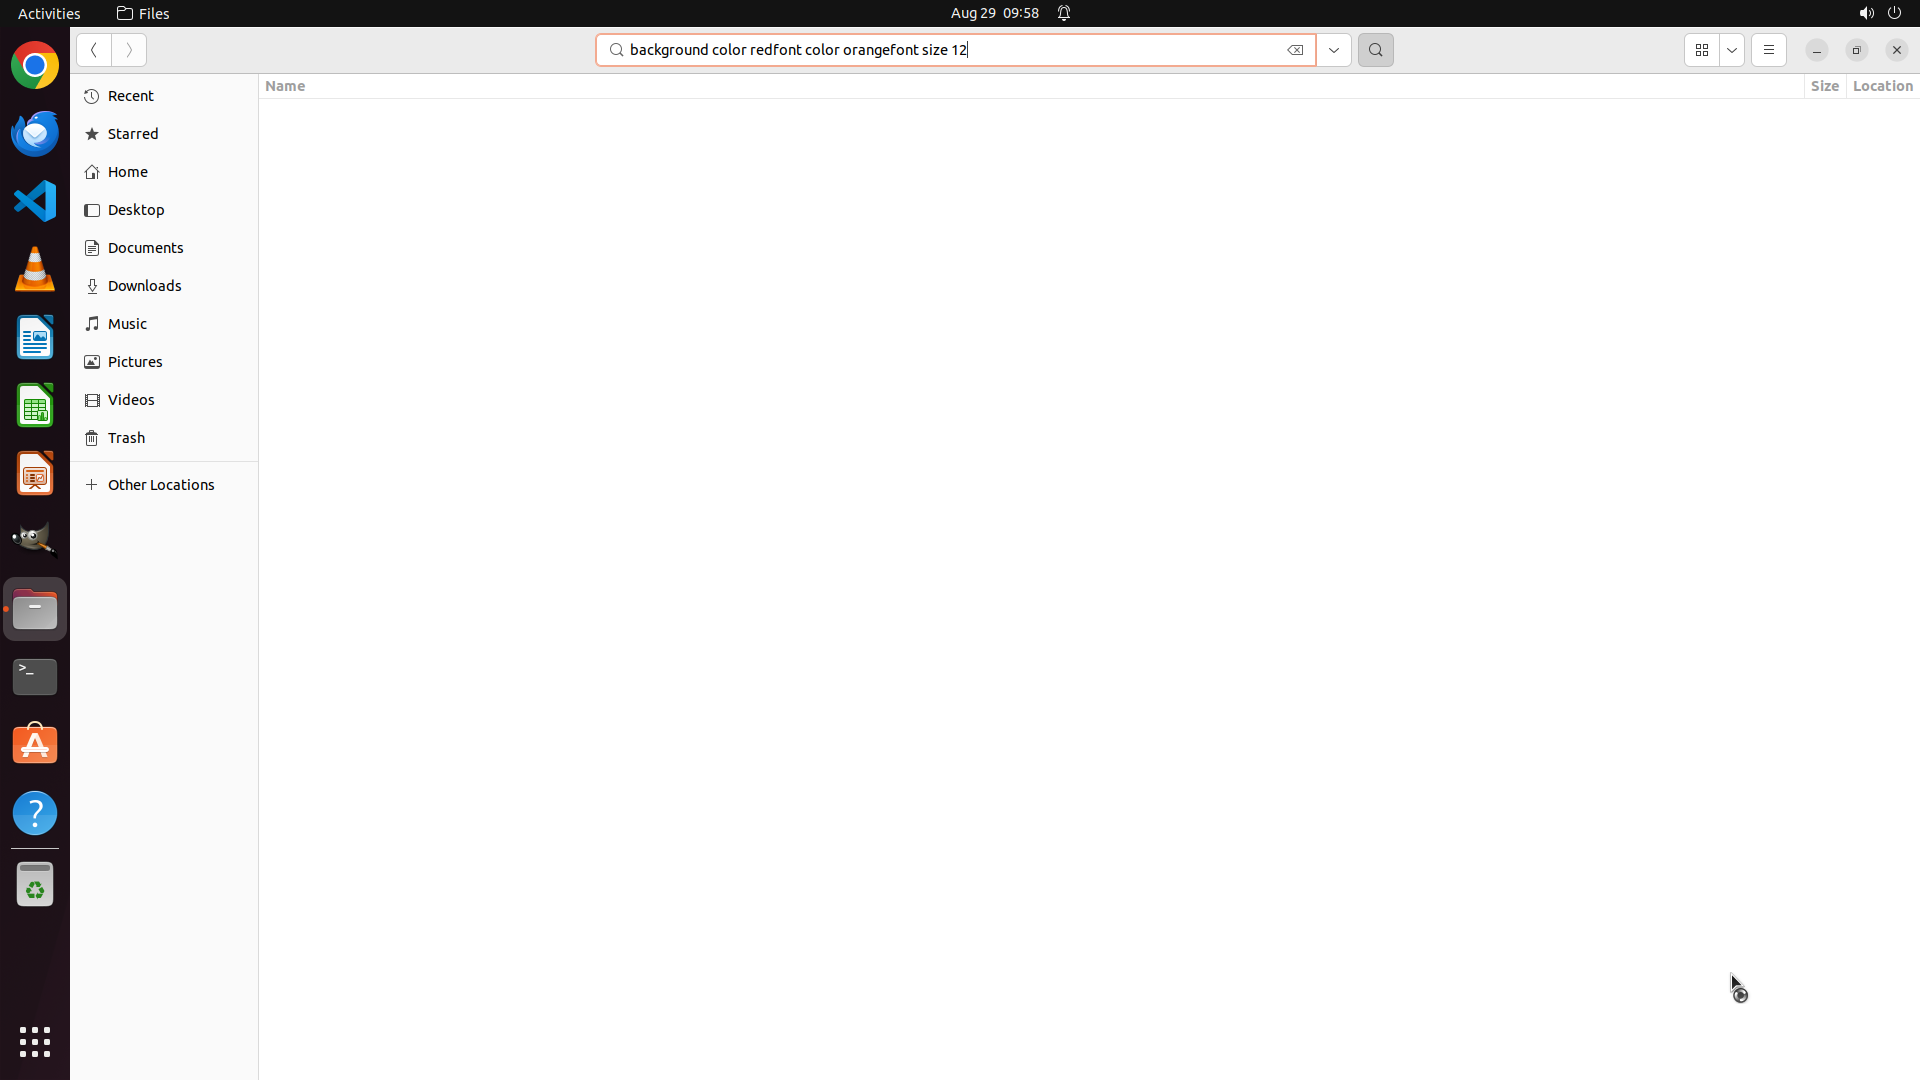 Activities
Files
Aug 29 09:58
background color redfont color orangefont size 12
Name
Size
Location
Recent
Starred
Home
Desktop
Documents
Downloads
Music
Pictures
Videos
Trash
Other Locations